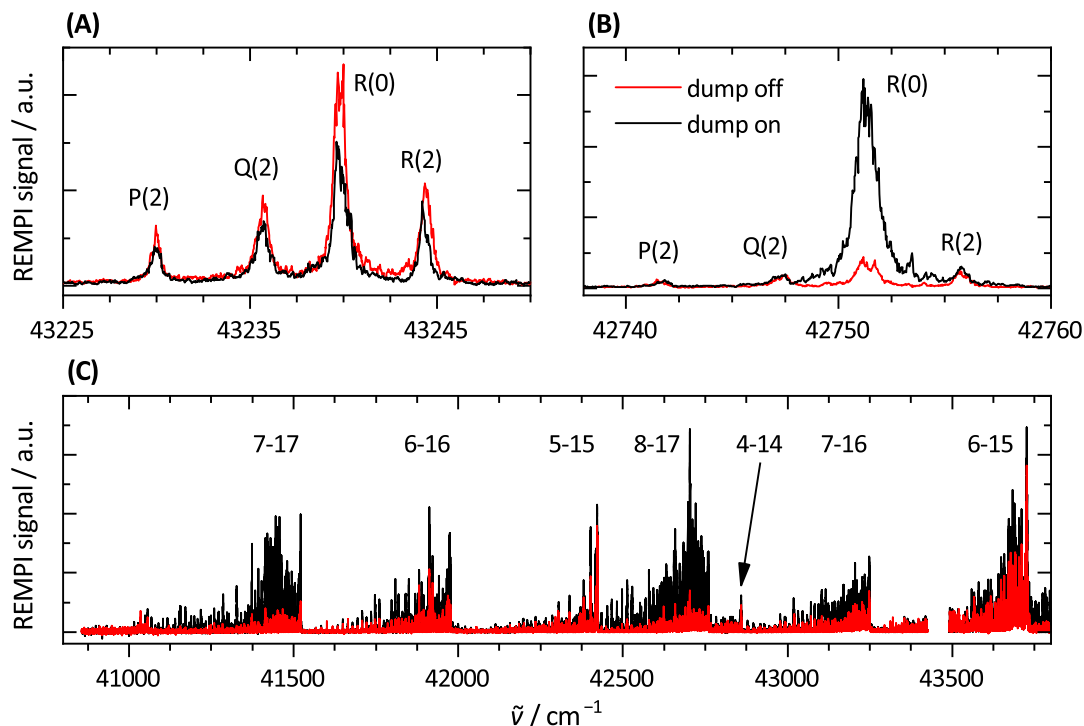 (A)
(B)
REMPI signal / a.u.
P(2)
Q(2)
R(0)
R(2)
43225
43235
43245
dump off
dump on
R(0)
P(2)
Q(2)
R(2)
42740
42750
42760
(C)
REMPI signal / a.u.
7-17
6-16
5-15
8-17
4-14
7-16
6-15
41000
41500
42000
42500
43000
43500
ν̃ / cm⁻¹